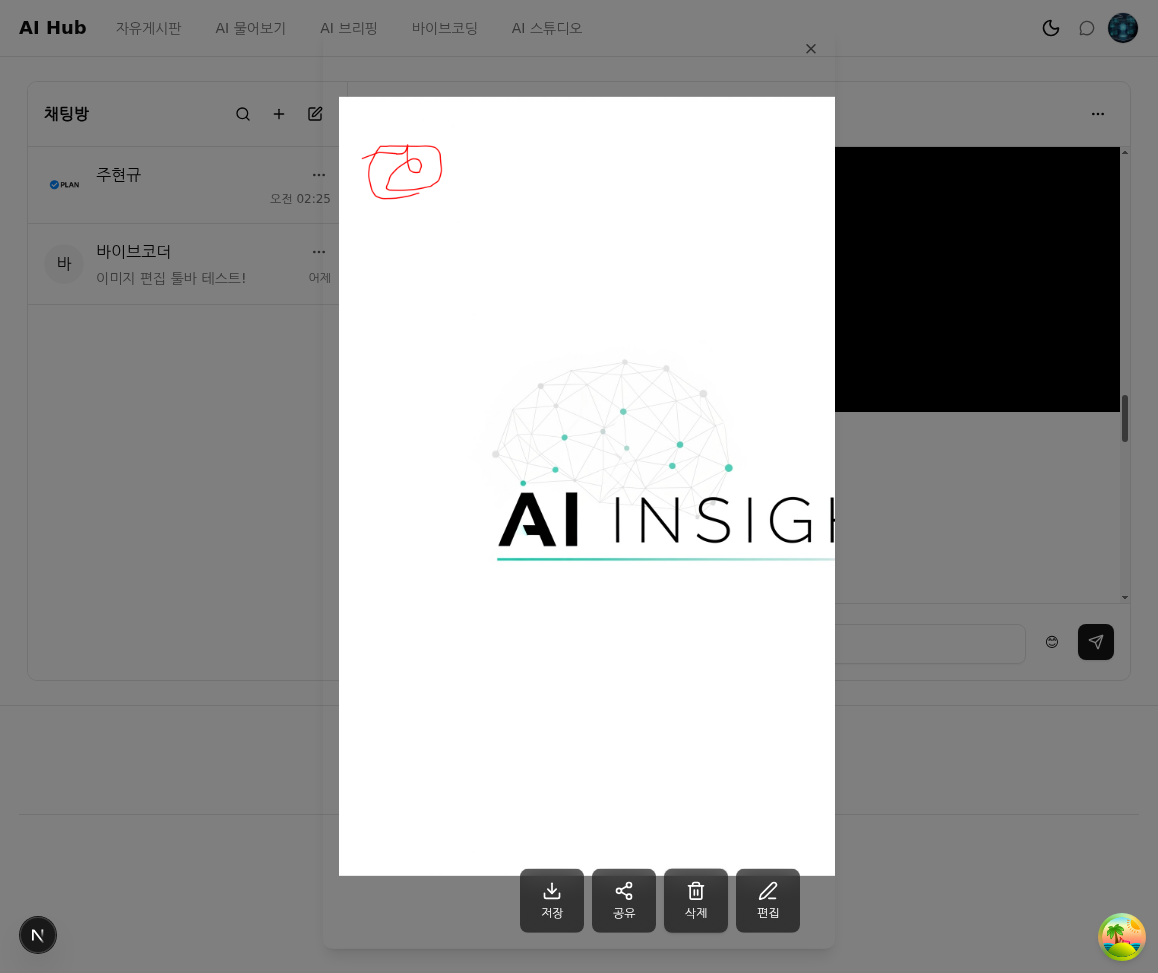 AI Hub 자유게시판 AI 물어보기 AI 브리핑 바이브코딩 AI 스튜디오
채팅방
주현규
PLAN
오전 02:25
바 바이브코더
이미지 편집 툴바 테스트!
어제
AI INSIGH
저장 공유 삭제 편집
N